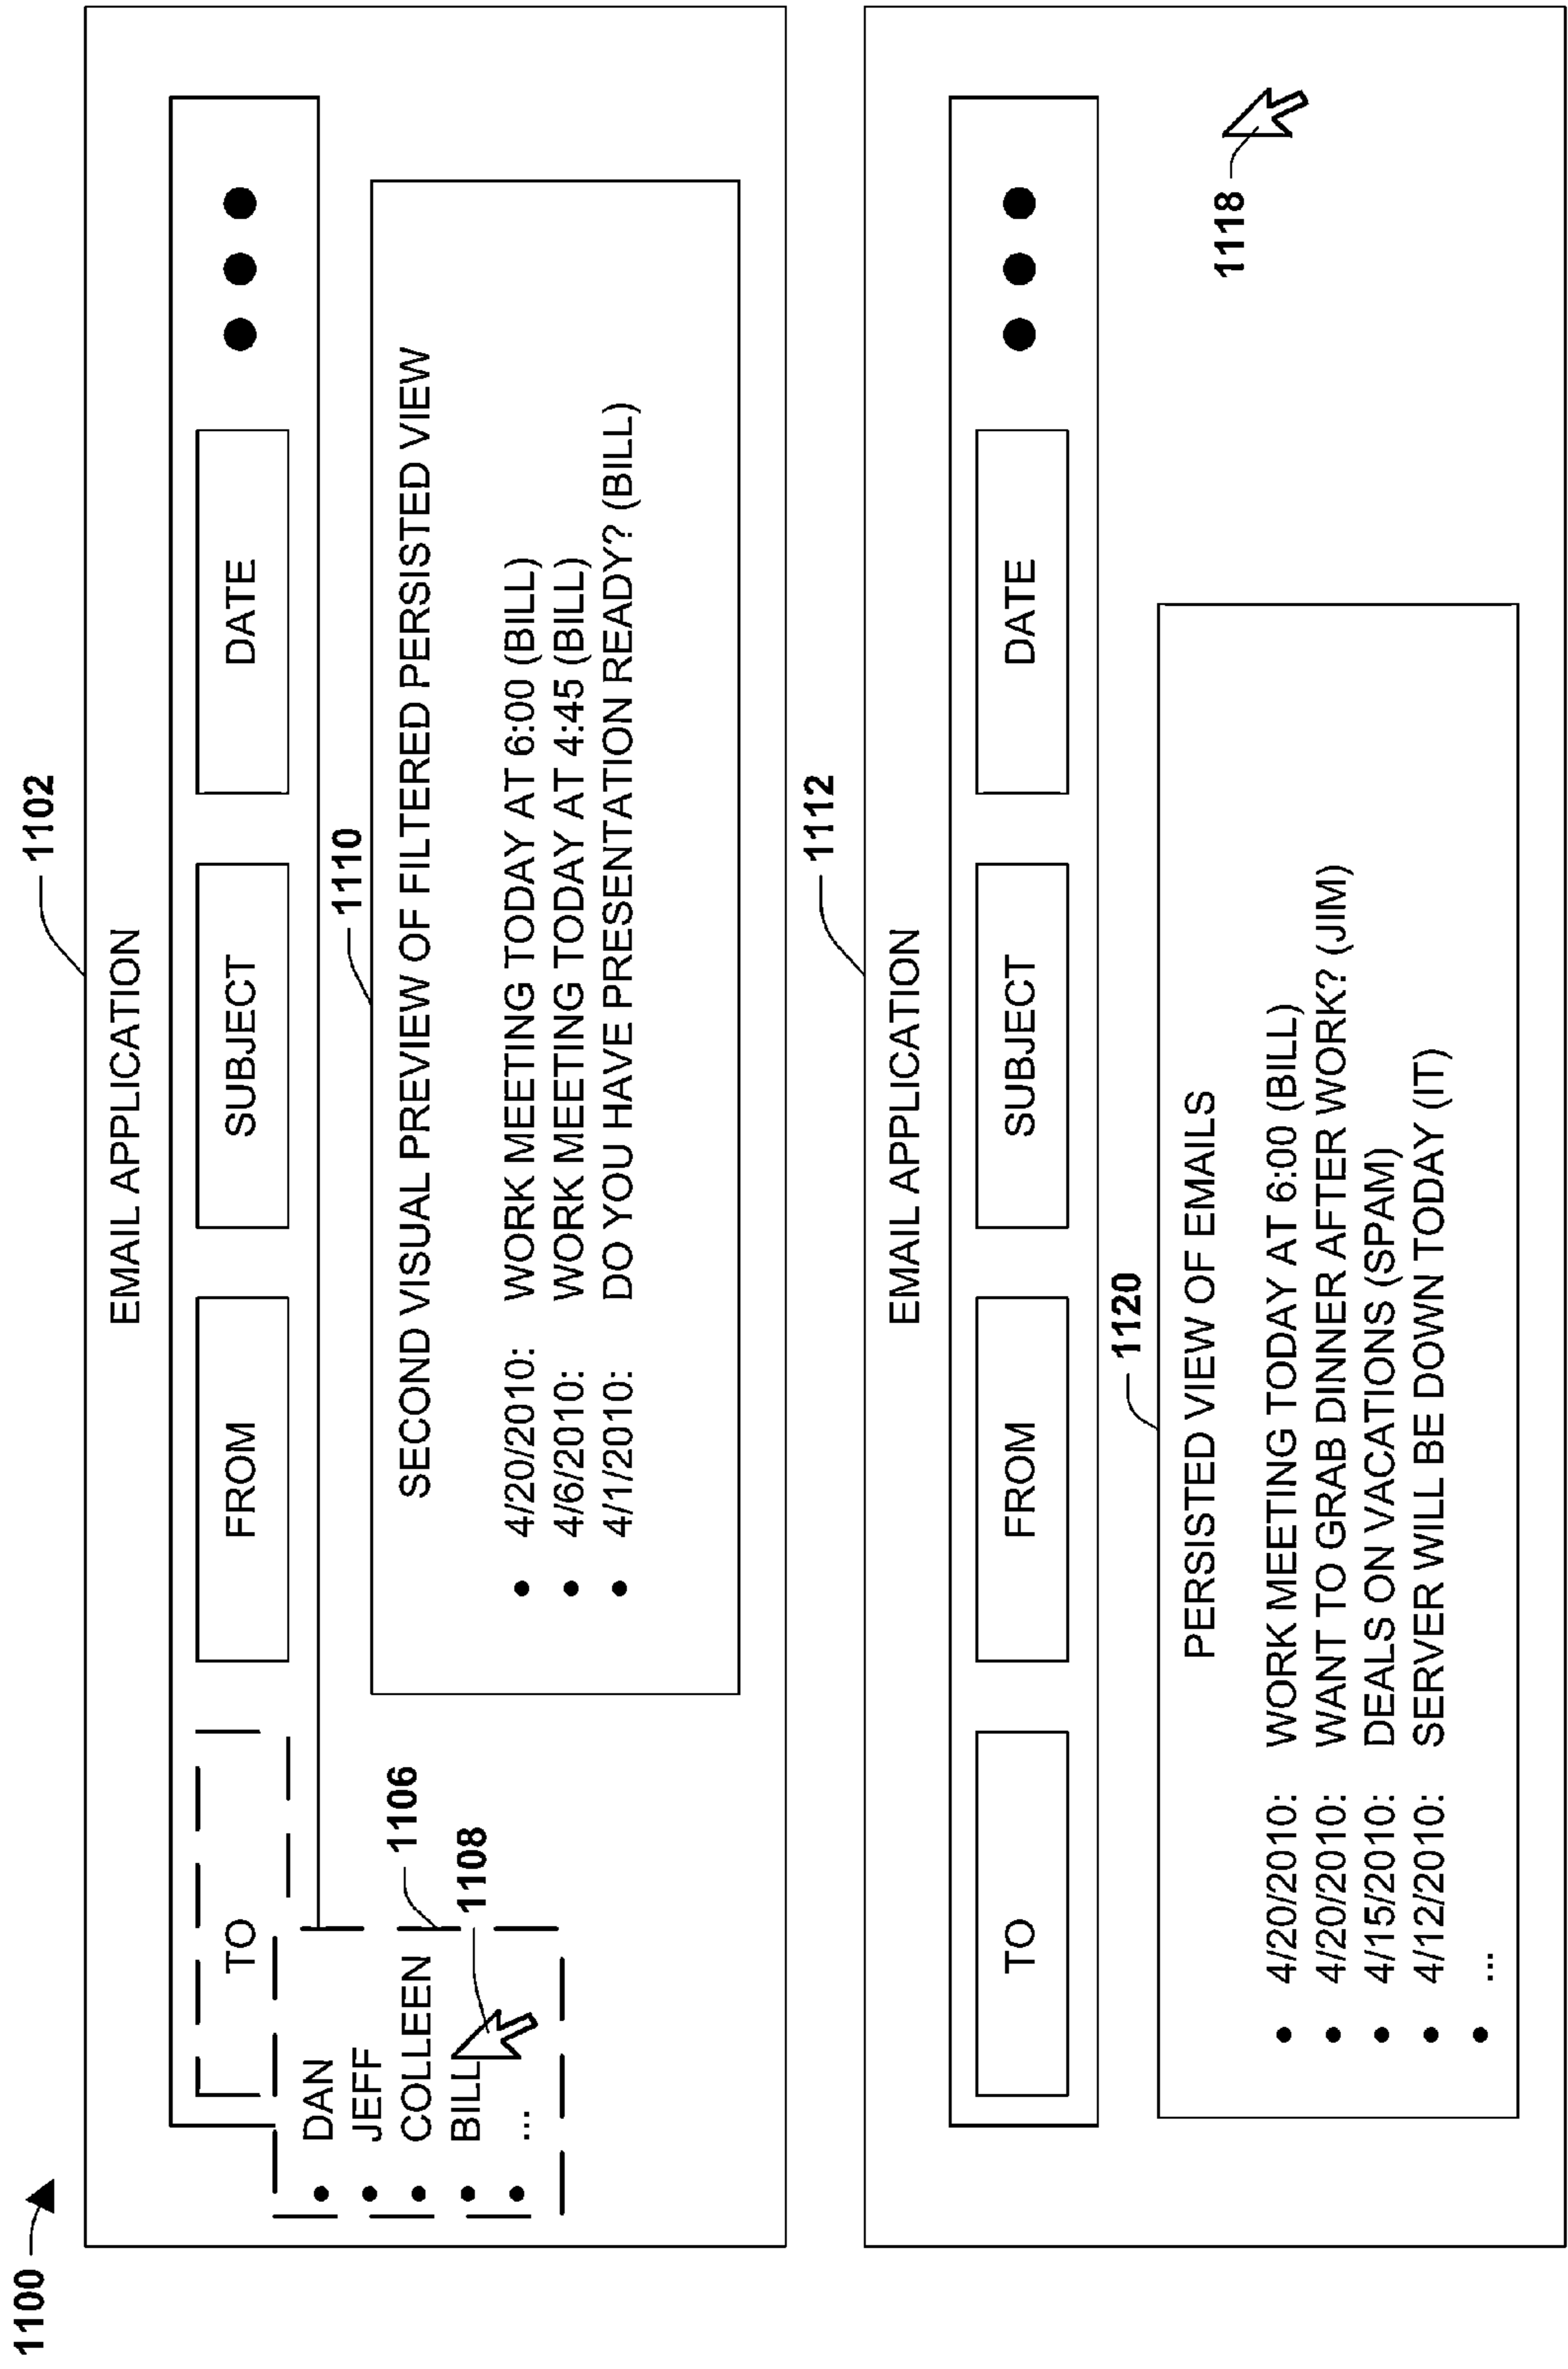 1100
1102
EMAIL APPLICATION
TO
FROM
SUBJECT
DATE
• DAN
• JEFF
• COLLEEN
• BILL
• ...
1106
1108
1110
SECOND VISUAL PREVIEW OF FILTERED PERSISTED VIEW
• 4/20/2010: WORK MEETING TODAY AT 6:00 (BILL)
• 4/6/2010: WORK MEETING TODAY AT 4:45 (BILL)
• 4/1/2010: DO YOU HAVE PRESENTATION READY? (BILL)
1112
EMAIL APPLICATION
TO
FROM
SUBJECT
DATE
1120
1118
PERSISTED VIEW OF EMAILS
• 4/20/2010: WORK MEETING TODAY AT 6:00 (BILL)
• 4/20/2010: WANT TO GRAB DINNER AFTER WORK? (JIM)
• 4/15/2010: DEALS ON VACATIONS (SPAM)
• 4/12/2010: SERVER WILL BE DOWN TODAY (IT)
• ...